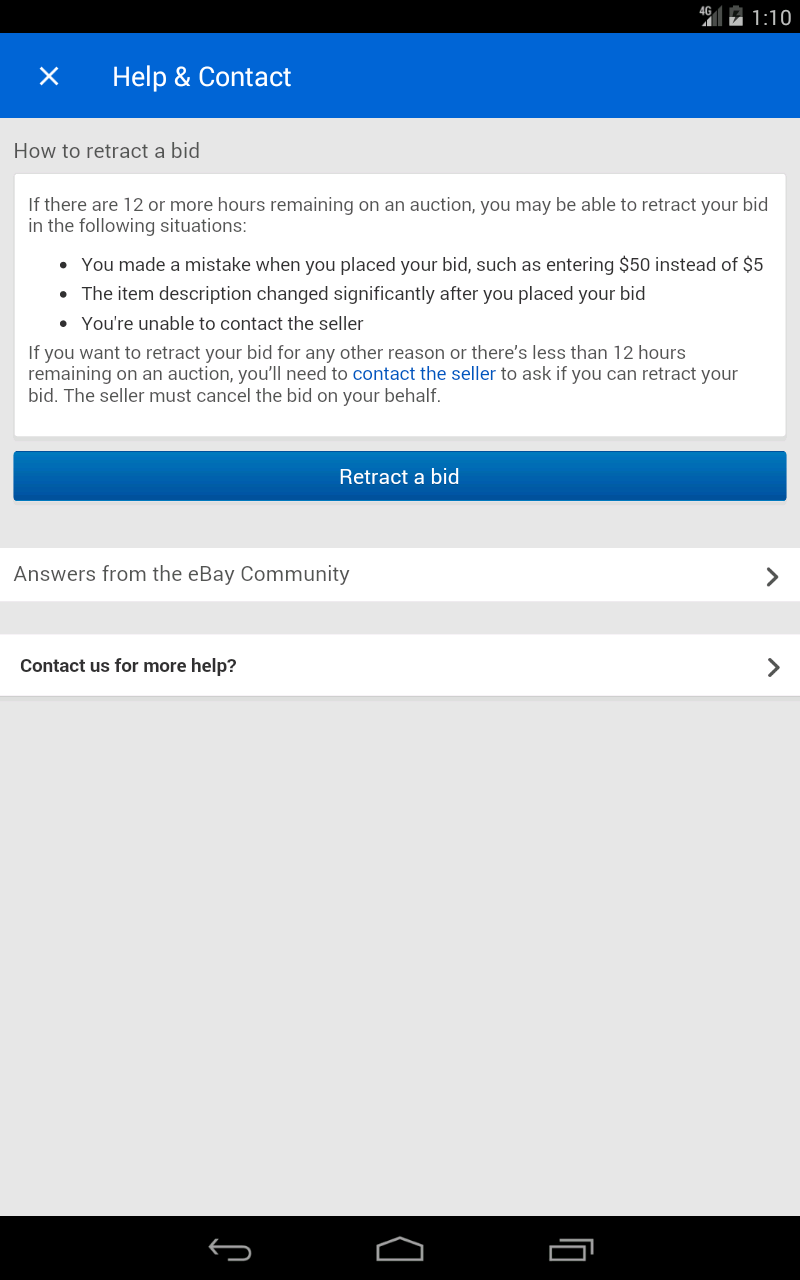 4G 1:10
Help & Contact
How to retract a bid
If there are 12 or more hours remaining on an auction, you may be able to retract your bid
in the following situations:
You made a mistake when you placed your bid, such as entering $50 instead of $5
The item description changed significantly after you placed your bid
You're unable to contact the seller
If you want to retract your bid for any other reason or there’s less than 12 hours
remaining on an auction, you’ll need to contact the seller to ask if you can retract your
bid. The seller must cancel the bid on your behalf.
Retract a bid
Answers from the eBay Community
Contact us for more help?